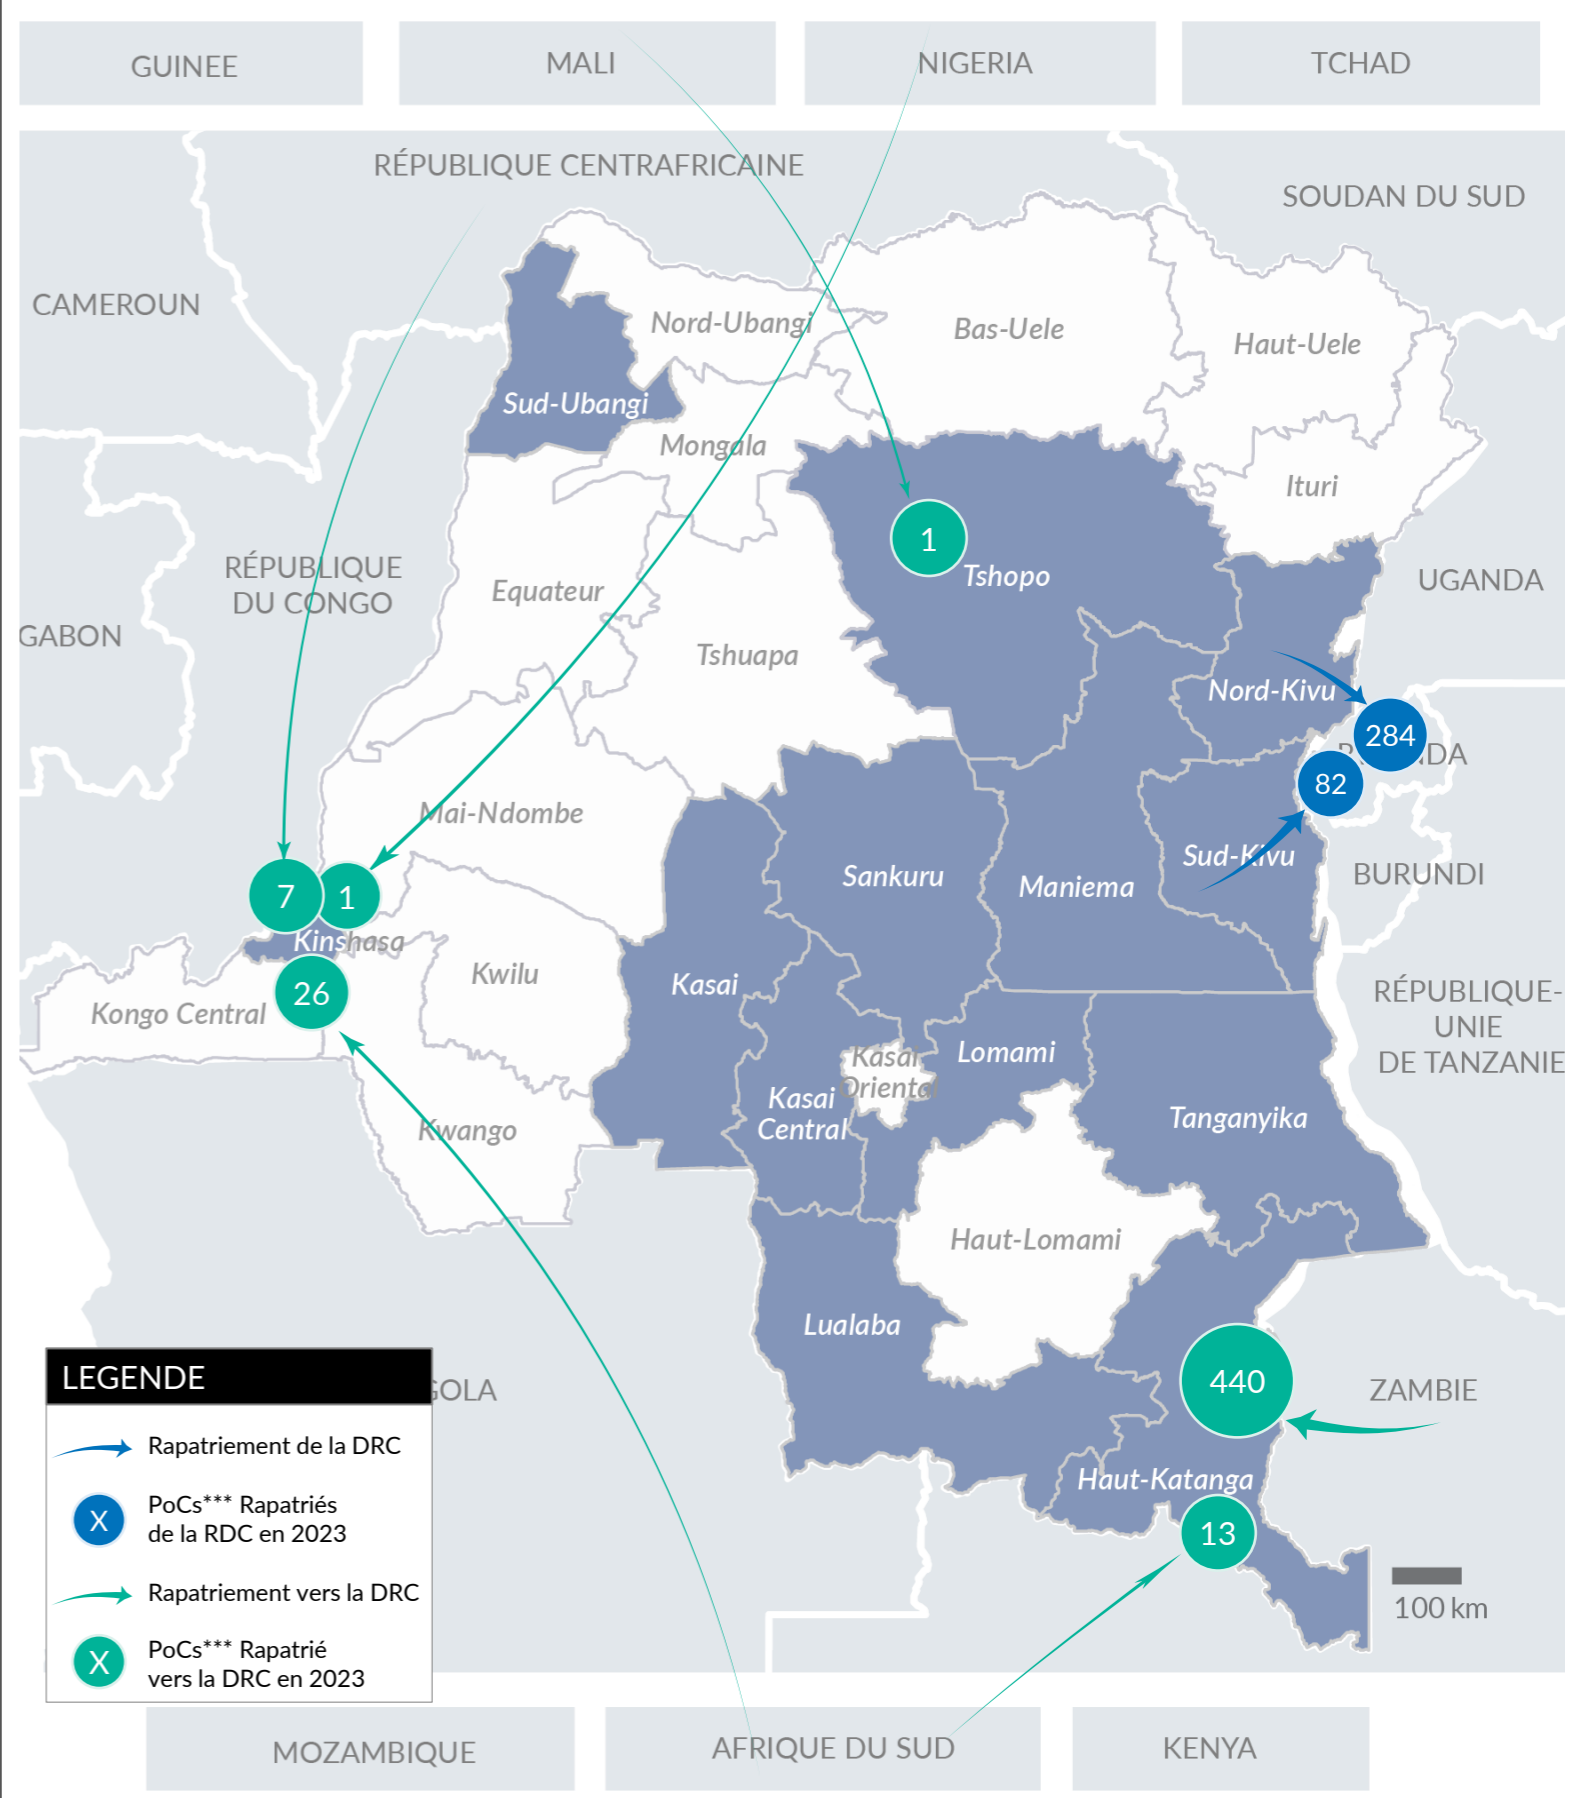 GUINEE
MALI
NIGERIA
TCHAD
RÉPUBLIQUE CENTRAFRICAINE
SOUDAN DU SUD
CAMEROUN
Nord-Ubangi
Bas-Uele
Haut-Uele
Sud-Ubangi
Mongala
Ituri
1
Tshopo
RÉPUBLIQUE
DU CONGO
Equateur
UGANDA
GABON
Tshuapa
Nord-Kivu
284
NDA
82
Mai-Ndombe
Sud-Kivu
BURUNDI
Sankuru
Maniema
7
1
Kinshasa
Kwilu
Kasai
26
Kongo Central
RÉPUBLIQUE-
UNIE
DE TANZANIE
Lomami
Kasai
Oriental
Kasai
Central
Tanganyika
Kwango
Haut-Lomami
Lualaba
440
ZAMBIE
GOLA
Haut-Katanga
13
100 km
LEGENDE
Rapatriement de la DRC
X
PoCs*** Rapatriés
de la RDC en 2023
Rapatriement vers la DRC
X
PoCs*** Rapatrié
vers la DRC en 2023
MOZAMBIQUE
AFRIQUE DU SUD
KENYA